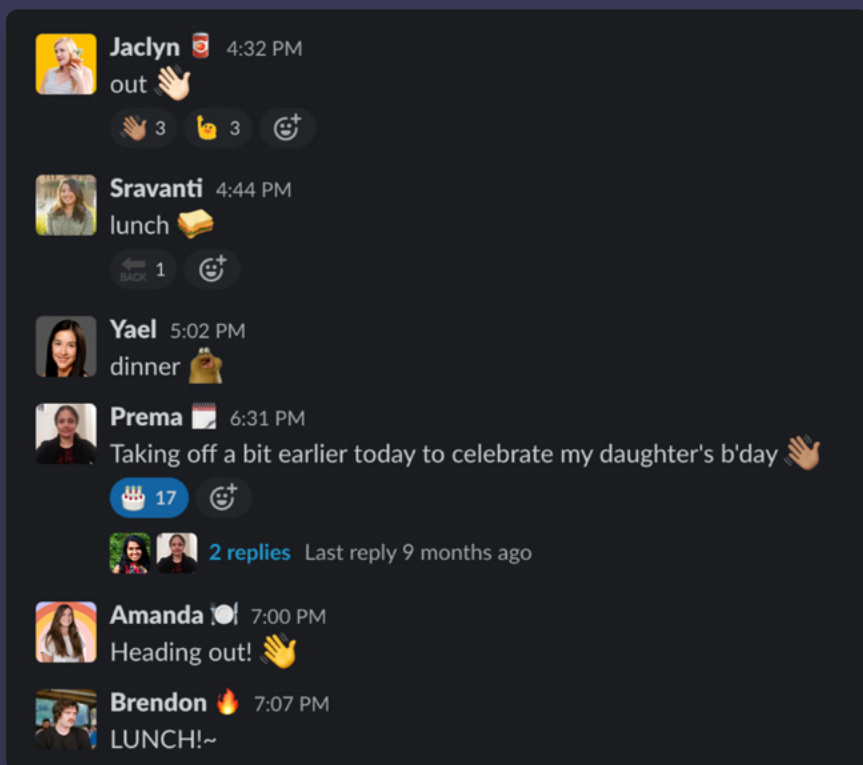 Jaclyn 4:32 PM
out
3 3
Sravanti 4:44 PM
lunch
BACK 1
Yael 5:02 PM
dinner
Prema 6:31 PM
Taking off a bit earlier today to celebrate my daughter's b'day
17
2 replies Last reply 9 months ago
Amanda 7:00 PM
Heading out!
Brendon 7:07 PM
LUNCH!~